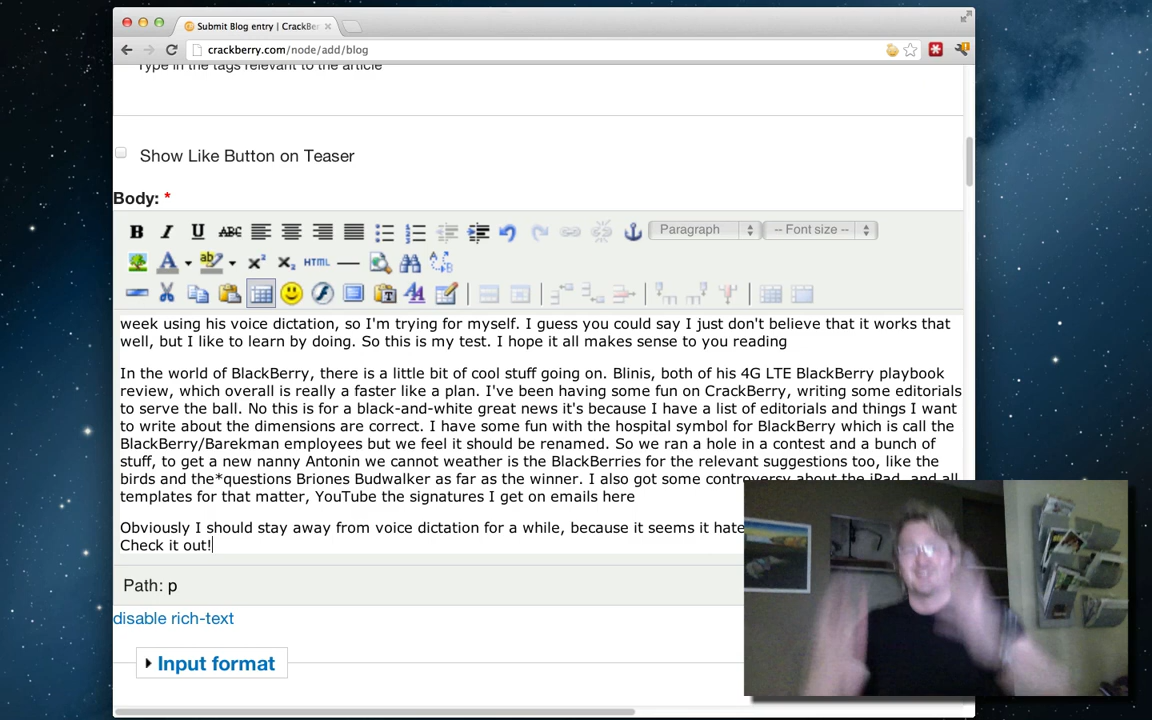 Submit Blog entry | CrackBer
crackberry.com/node/add/blog
Type in the tags relevant to the article
Show Like Button on Teaser
Body: *
B I U ABC Paragraph -- Font size --
A ab x² x₂ HTML
week using his voice dictation, so I'm trying for myself. I guess you could say I just don't believe that it works that
well, but I like to learn by doing. So this is my test. I hope it all makes sense to you reading
In the world of BlackBerry, there is a little bit of cool stuff going on. Blinis, both of his 4G LTE BlackBerry playbook
review, which overall is really a faster like a plan. I've been having some fun on CrackBerry, writing some editorials
to serve the ball. No this is for a black-and-white great news it's because I have a list of editorials and things I want
to write about the dimensions are correct. I have some fun with the hospital symbol for BlackBerry which is call the
BlackBerry/Barekman employees but we feel it should be renamed. So we ran a hole in a contest and a bunch of
stuff, to get a new nanny Antonin we cannot weather is the BlackBerries for the relevant suggestions too, like the
birds and the*questions Briones Budwalker as far as the winner. I also got some controversy about the iPad, and all
templates for that matter, YouTube the signatures I get on emails here
Obviously I should stay away from voice dictation for a while, because it seems it hate
Check it out!
Path: p
disable rich-text
Input format